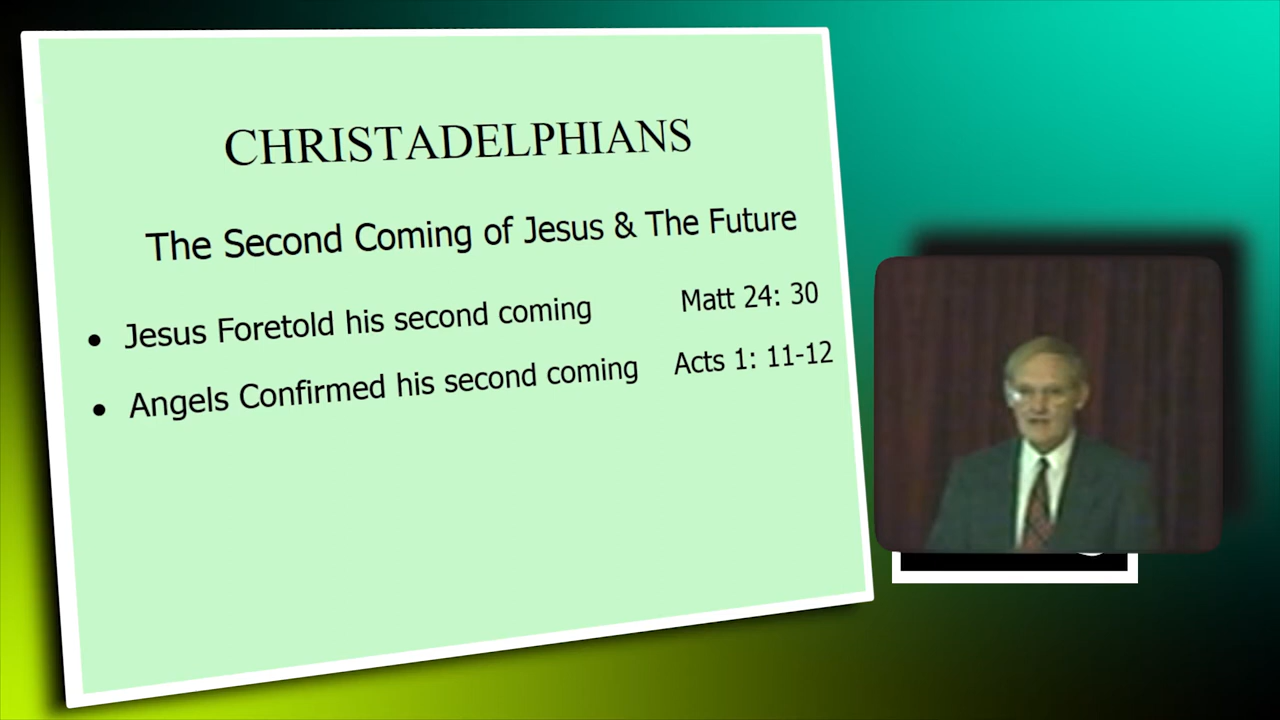 CHRISTADELPHIANS
The Second Coming of Jesus & The Future
• Jesus Foretold his second coming Matt 24: 30
• Angels Confirmed his second coming Acts 1: 11-12